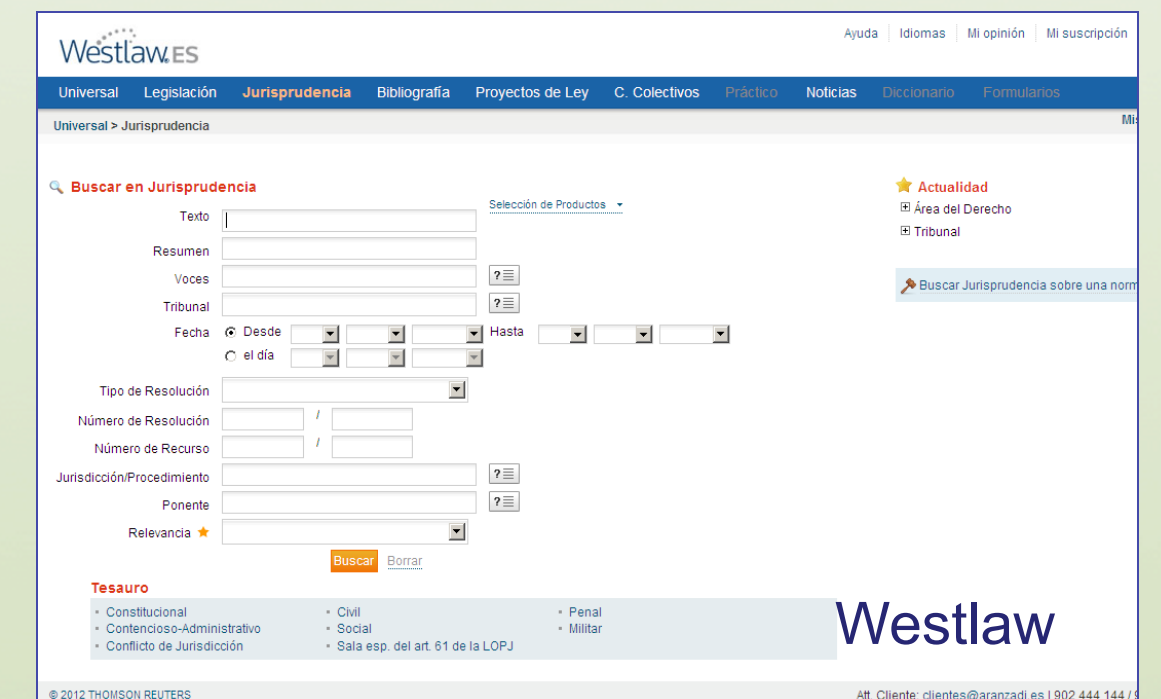 Westlaw.ES
Ayuda Idiomas Mi opinión Mi suscripción
Universal Legislación Jurisprudencia Bibliografía Proyectos de Ley C. Colectivos Práctico Noticias Diccionario Formularios
Universal > Jurisprudencia
Buscar en Jurisprudencia
Selección de Productos
Texto
Resumen
Voces
Tribunal
Fecha Desde Hasta
el día
Tipo de Resolución
Número de Resolución /
Número de Recurso /
Jurisdicción/Procedimiento
Ponente
Relevancia
Buscar Borrar
Actualidad
Área del Derecho
Tribunal
Buscar Jurisprudencia sobre una norm
Tesauro
Constitucional Civil Penal
Contencioso-Administrativo Social Militar
Conflicto de Jurisdicción Sala esp. del art. 61 de la LOPJ
Westlaw
© 2012 THOMSON REUTERS
Att. Cliente: clientes@aranzadi.es | 902 444 144 /